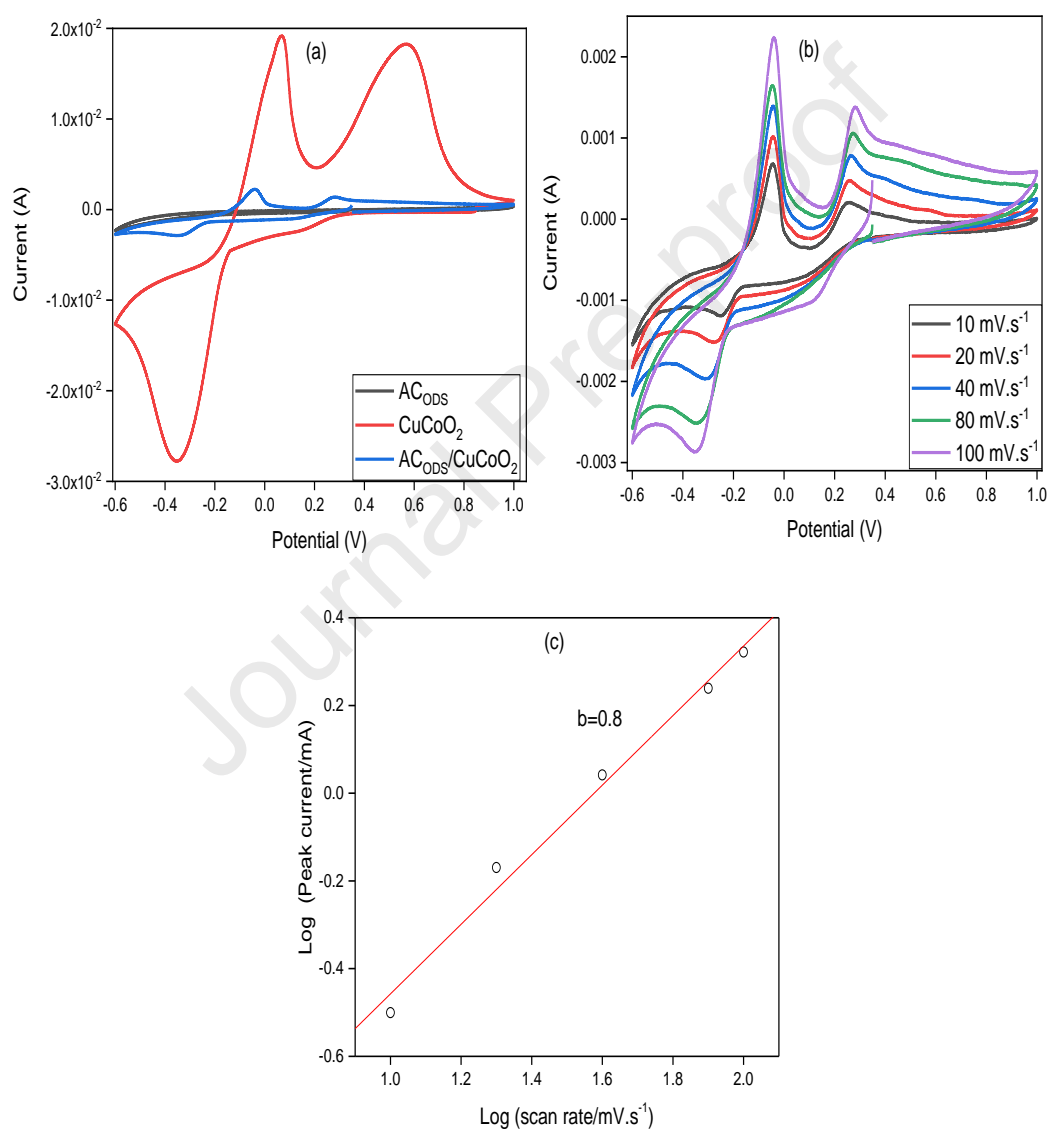 (a)
2.0x10⁻²
1.0x10⁻²
0.0
-1.0x10⁻²
-2.0x10⁻²
-3.0x10⁻²
Current (A)
-0.6 -0.4 -0.2 0.0 0.2 0.4 0.6 0.8 1.0
Potential (V)
AC_ODS
CuCoO₂
AC_ODS/CuCoO₂
(b)
0.002
0.001
0.000
-0.001
-0.002
-0.003
Current (A)
-0.6 -0.4 -0.2 0.0 0.2 0.4 0.6 0.8 1.0
Potential (V)
10 mV.s⁻¹
20 mV.s⁻¹
40 mV.s⁻¹
80 mV.s⁻¹
100 mV.s⁻¹
(c)
b=0.8
0.4
0.2
0.0
-0.2
-0.4
-0.6
Log (Peak current/mA)
1.0 1.2 1.4 1.6 1.8 2.0
Log (scan rate/mV.s⁻¹)
Journal Pre-proof